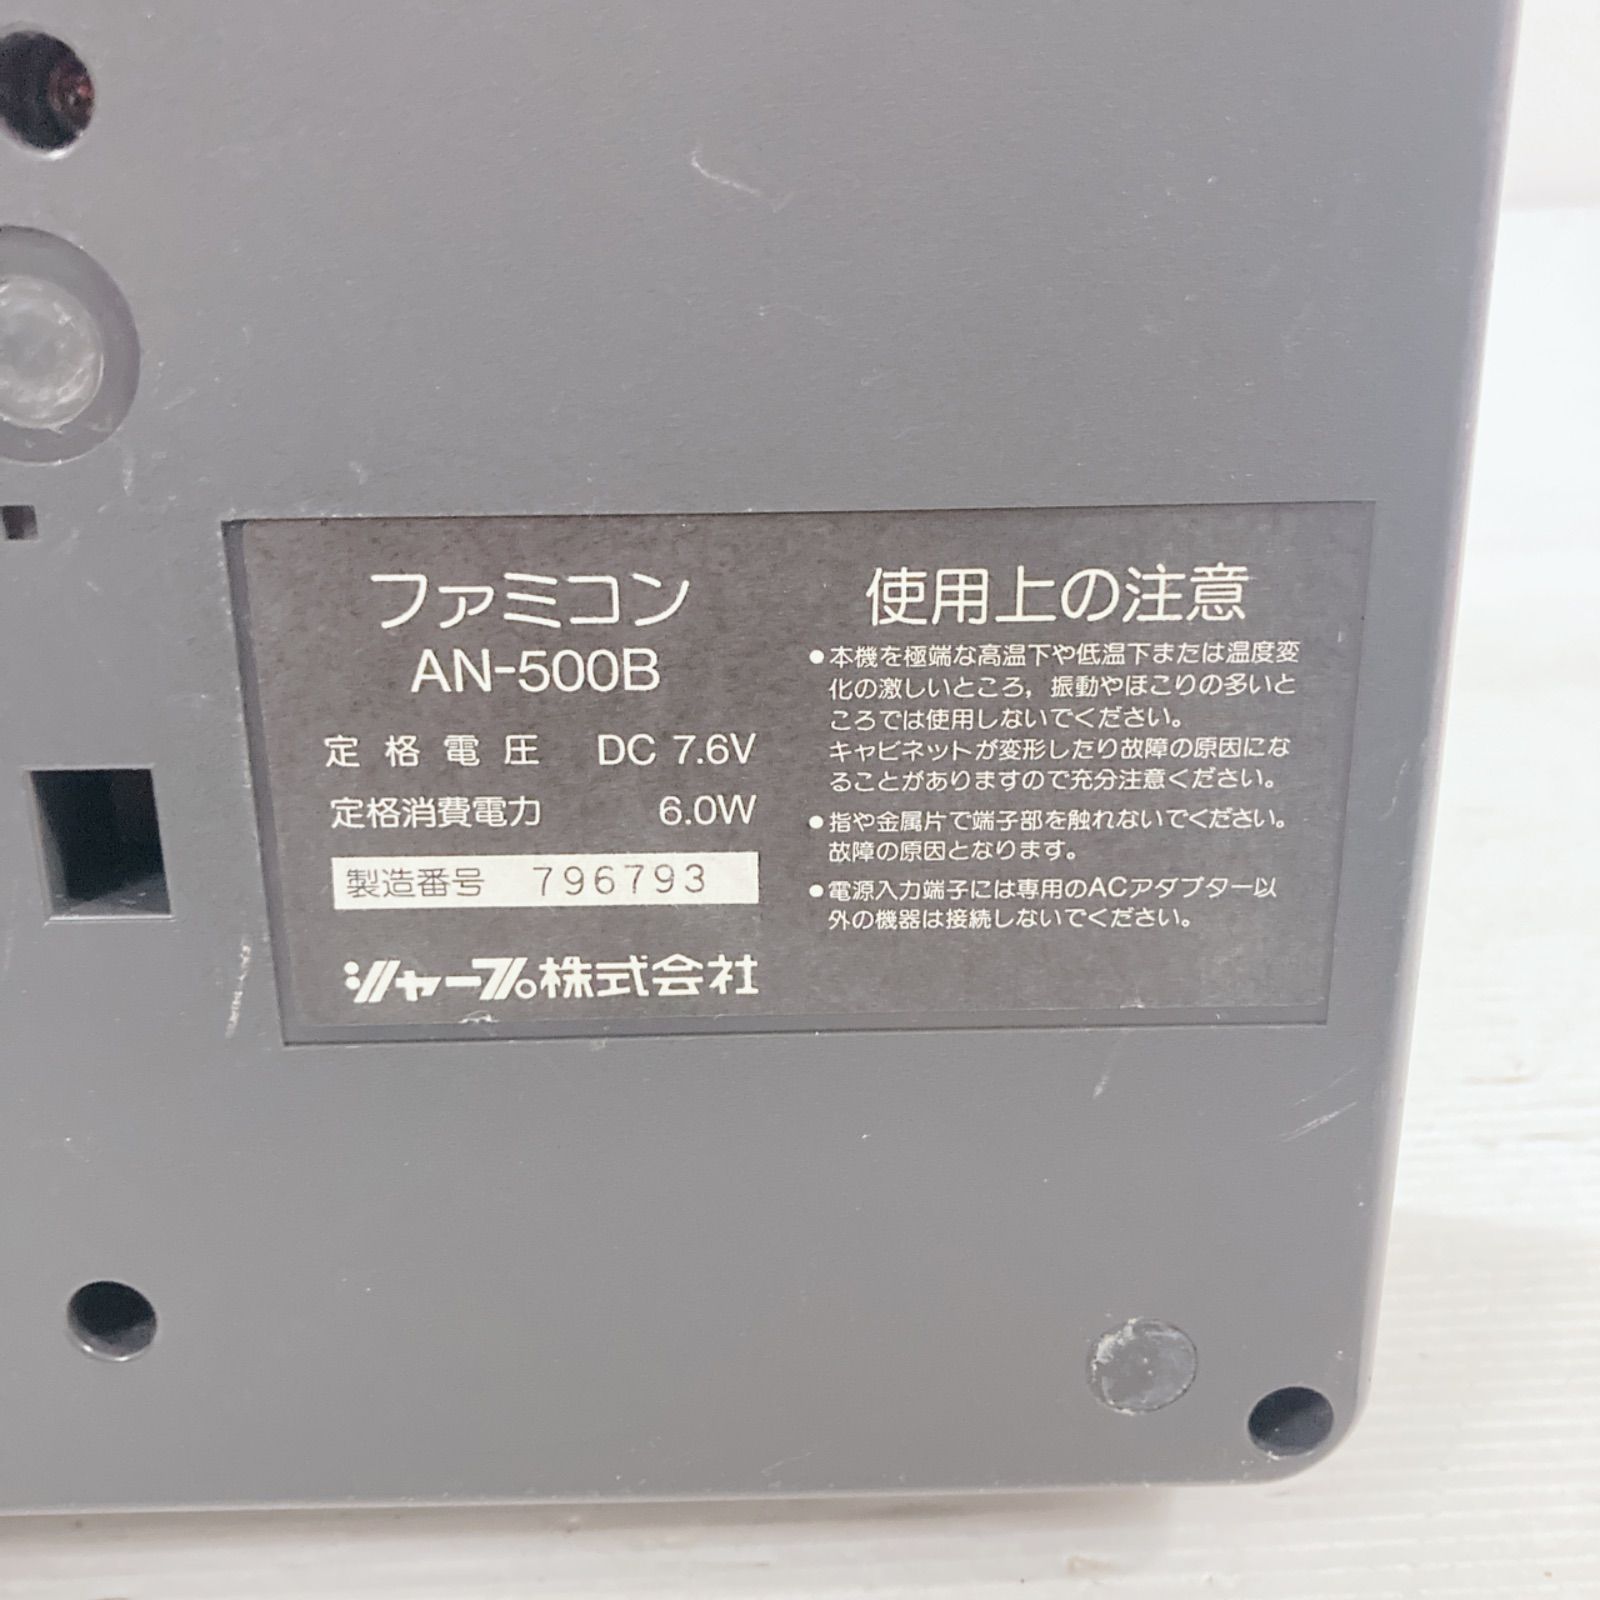 ファミコン
AN-500B
定格電圧 DC 7.6V
定格消費電力 6.0W
製造番号 796793
シャープ株式会社
使用上の注意
●本機を極端な高温下や低温下または温度変
化の激しいところ，振動やほこりの多いと
ころでは使用しないでください。
キャビネットが変形したり故障の原因にな
ることがありますので充分注意ください。
●指や金属片で端子部を触れないでください。
故障の原因となります。
●電源入力端子には専用のACアダプター以
外の機器は接続しないでください。